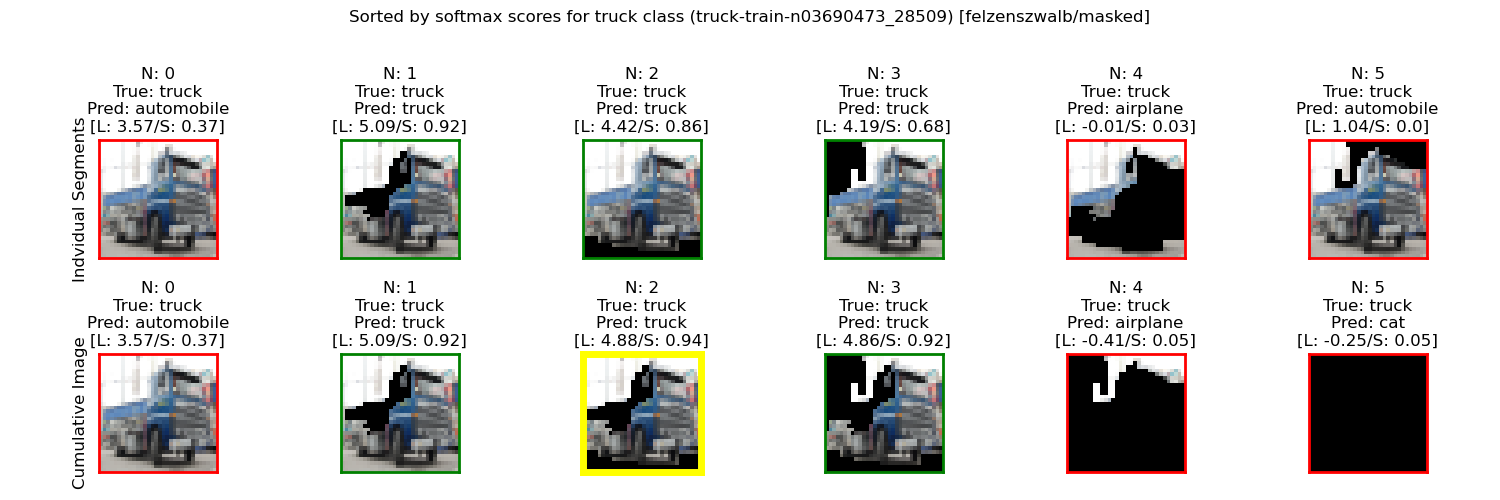 Sorted by softmax scores for truck class (truck-train-n03690473_28509) [felzenszwalb/masked]
Indvidual Segments
N: 0
True: truck
Pred: automobile
[L: 3.57/S: 0.37]
N: 1
True: truck
Pred: truck
[L: 5.09/S: 0.92]
N: 2
True: truck
Pred: truck
[L: 4.42/S: 0.86]
N: 3
True: truck
Pred: truck
[L: 4.19/S: 0.68]
N: 4
True: truck
Pred: airplane
[L: -0.01/S: 0.03]
N: 5
True: truck
Pred: automobile
[L: 1.04/S: 0.0]
Cumulative Image
N: 0
True: truck
Pred: automobile
[L: 3.57/S: 0.37]
N: 1
True: truck
Pred: truck
[L: 5.09/S: 0.92]
N: 2
True: truck
Pred: truck
[L: 4.88/S: 0.94]
N: 3
True: truck
Pred: truck
[L: 4.86/S: 0.92]
N: 4
True: truck
Pred: airplane
[L: -0.41/S: 0.05]
N: 5
True: truck
Pred: cat
[L: -0.25/S: 0.05]